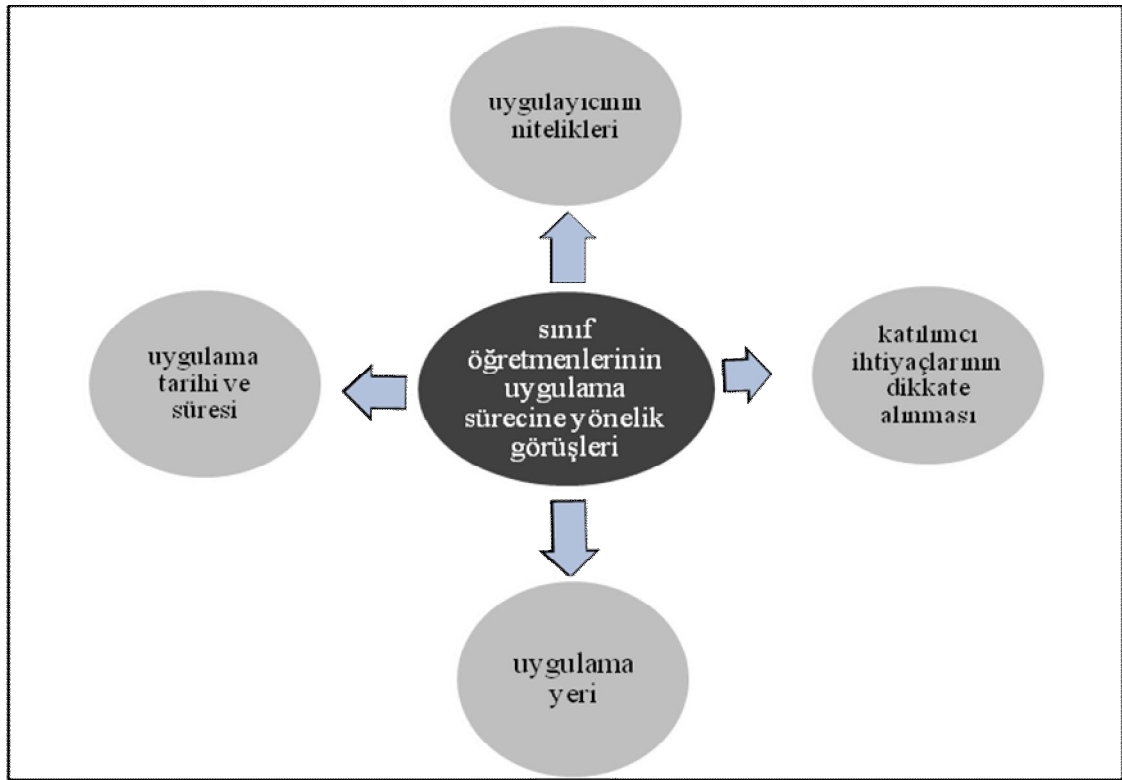 uygulayıcının
nitelikleri
uygulama
tarihi ve
süresi
sınıf
öğretmenlerinin
uygulama
sürecine yönelik
görüşleri
katılımcı
ihtiyaçlarının
dikkate
alınması
uygulama
yeri